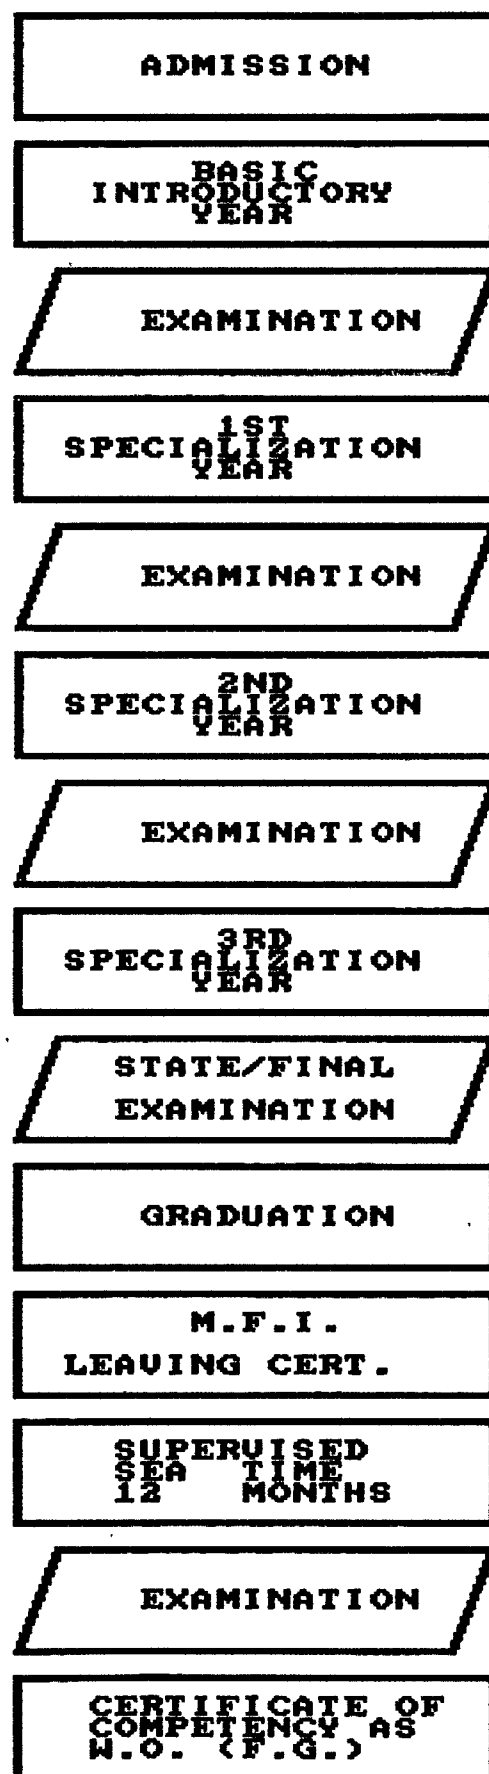 ADMISSION
BASIC
INTRODUCTORY
YEAR
EXAMINATION
1ST
SPECIALIZATION
YEAR
EXAMINATION
2ND
SPECIALIZATION
YEAR
EXAMINATION
3RD
SPECIALIZATION
YEAR
STATE/FINAL
EXAMINATION
GRADUATION
M.F.I.
LEAVING CERT.
SUPERVISED
SEA TIME
12 MONTHS
EXAMINATION
CERTIFICATE OF
COMPETENCY AS
W.O. (F.G.)